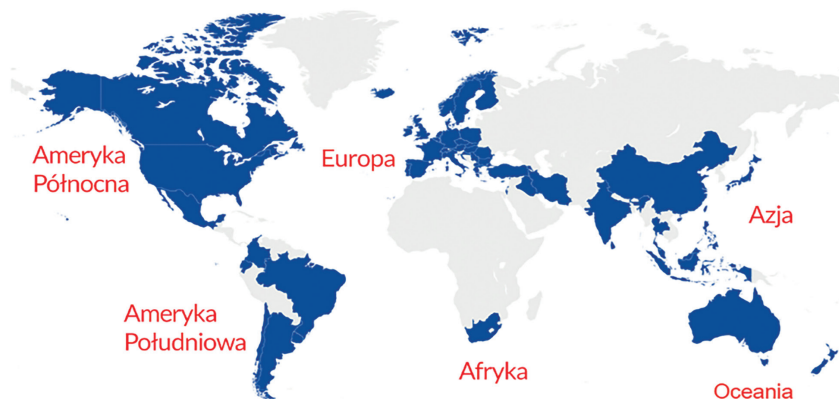 Ameryka
Północna
Europa
Azja
Ameryka
Południowa
Afryka
Oceania